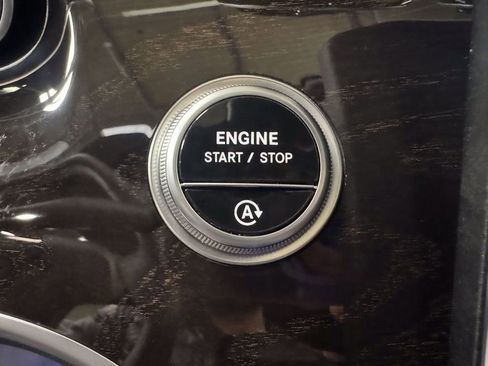 ENGINE
START / STOP
A